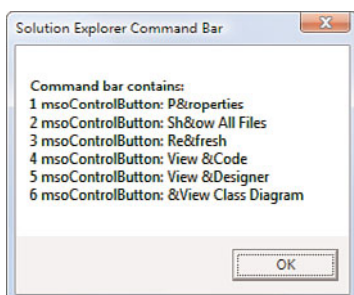 Solution Explorer Command Bar
Command bar contains:
1 msoControlButton: P&roperties
2 msoControlButton: Sh&ow All Files
3 msoControlButton: Re&fresh
4 msoControlButton: View &Code
5 msoControlButton: View &Designer
6 msoControlButton: &View Class Diagram
OK